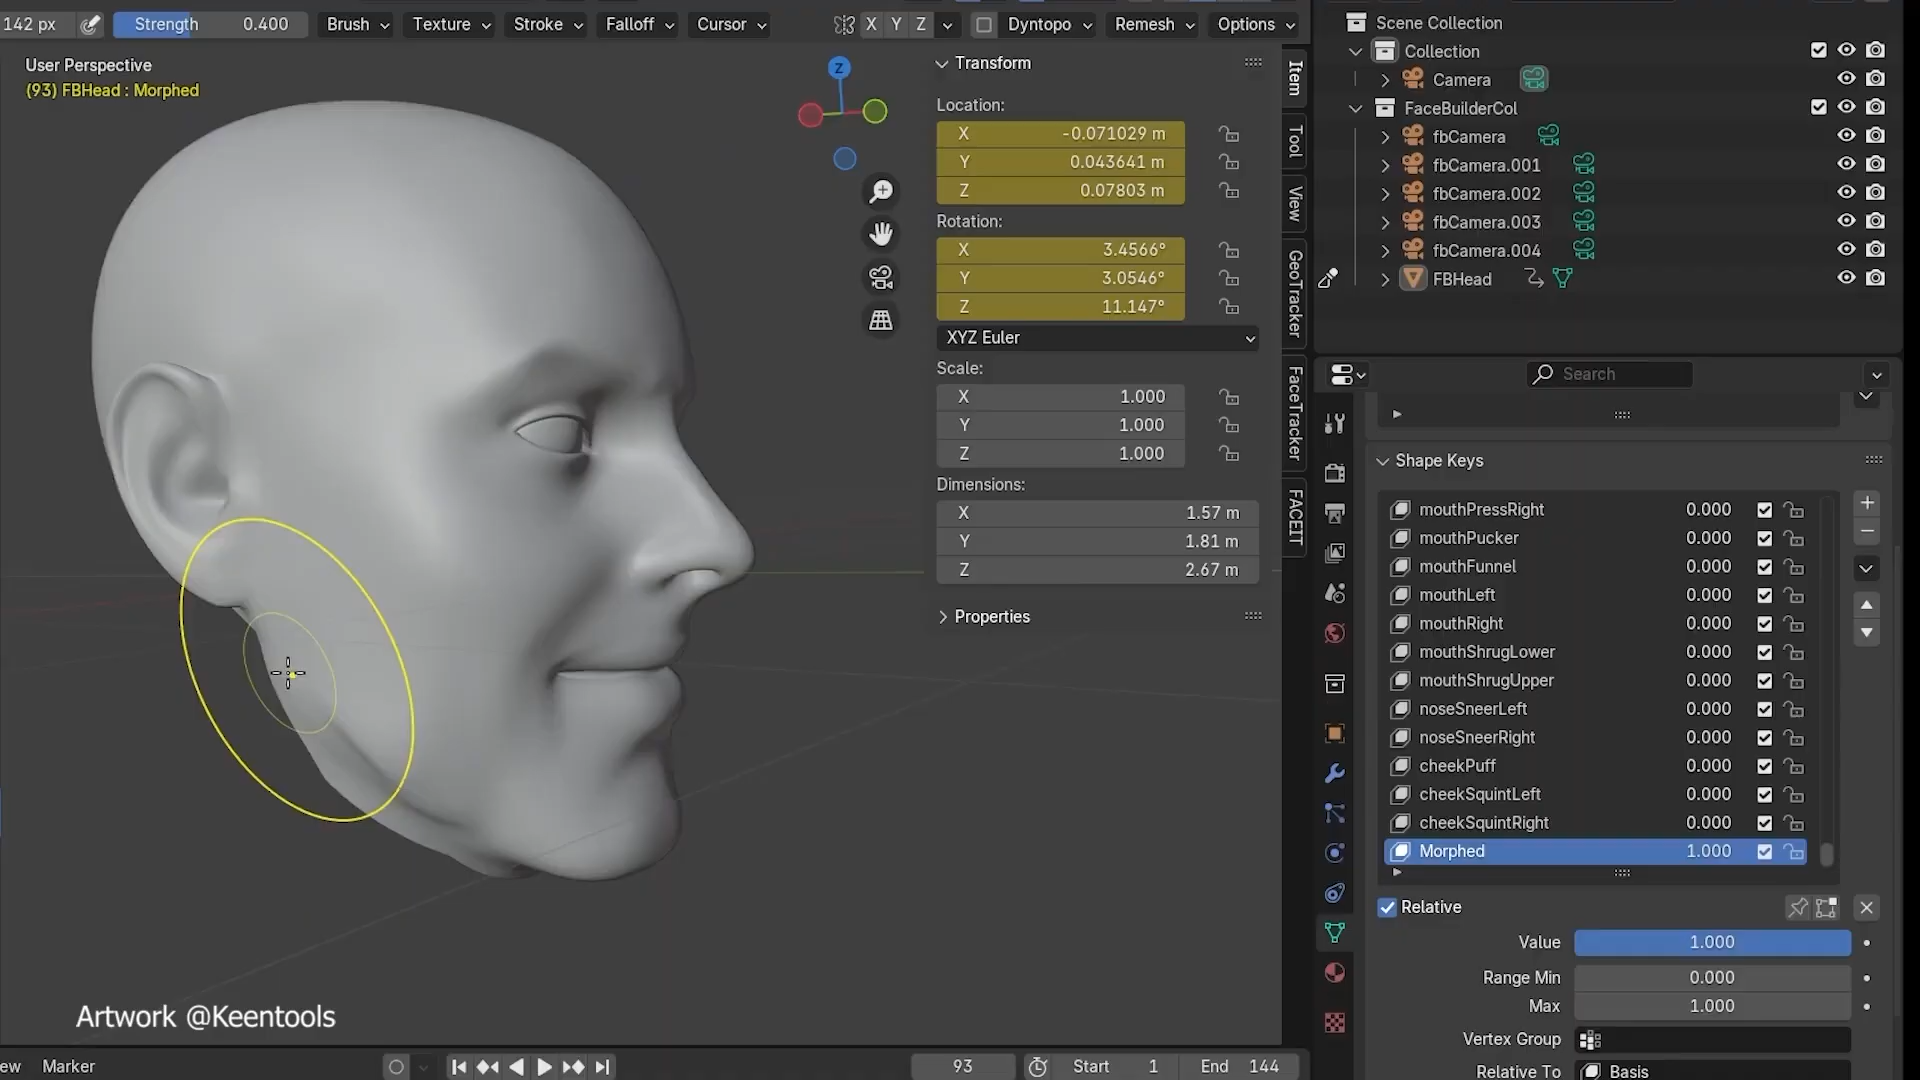 142 px Strength 0.400 Brush Texture Stroke Falloff Cursor X Y Z Dyntopo Remesh Options
User Perspective
(93) FBHead : Morphed
Z
Transform
Location:
X -0.071029 m
Y 0.043641 m
Z 0.07803 m
Rotation:
X 3.4566°
Y 3.0546°
Z 11.147°
XYZ Euler
Scale:
X 1.000
Y 1.000
Z 1.000
Dimensions:
X 1.57 m
Y 1.81 m
Z 2.67 m
Properties
Item
Tool
View
GeoTracker
FaceTracker
FACEIT
Scene Collection
Collection
Camera
FaceBuilderCol
fbCamera
fbCamera.001
fbCamera.002
fbCamera.003
fbCamera.004
FBHead
Search
Shape Keys
mouthPressRight 0.000
mouthPucker 0.000
mouthFunnel 0.000
mouthLeft 0.000
mouthRight 0.000
mouthShrugLower 0.000
mouthShrugUpper 0.000
noseSneerLeft 0.000
noseSneerRight 0.000
cheekPuff 0.000
cheekSquintLeft 0.000
cheekSquintRight 0.000
Morphed 1.000
Relative
Value 1.000
Range Min 0.000
Max 1.000
Vertex Group
Relative To Basis
Artwork @Keentools
ew Marker 93 Start 1 End 144